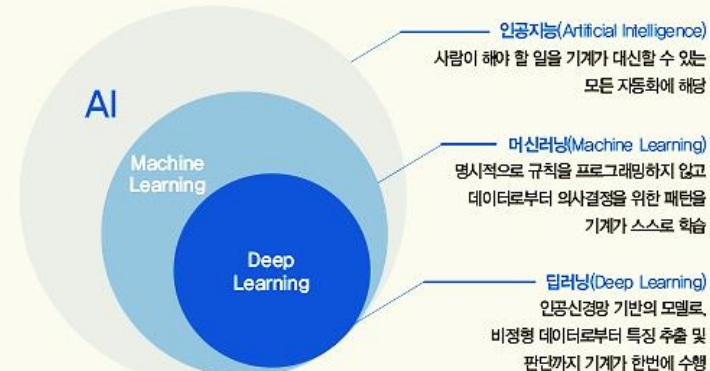 AI
Machine
Learning
Deep
Learning
인공지능(Artificial Intelligence)
사람이 해야 할 일을 기계가 대신할 수 있는
모든 자동화에 해당
머신러닝(Machine Learning)
명시적으로 규칙을 프로그래밍하지 않고
데이터로부터 의사결정을 위한 패턴을
기계가 스스로 학습
딥러닝(Deep Learning)
인공신경망 기반의 모델로,
비정형 데이터로부터 특징 추출 및
판단까지 기계가 한번에 수행